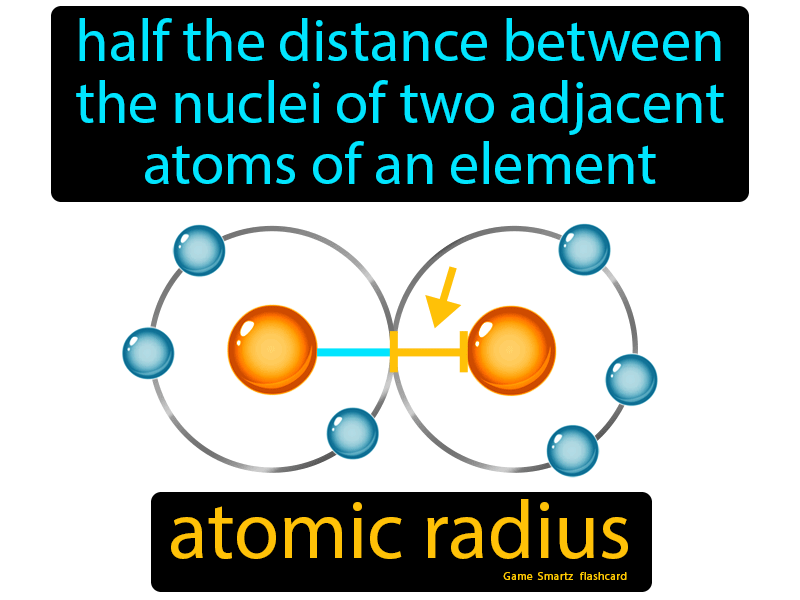 half the distance between
the nuclei of two adjacent
atoms of an element
atomic radius
Game Smartz flashcard